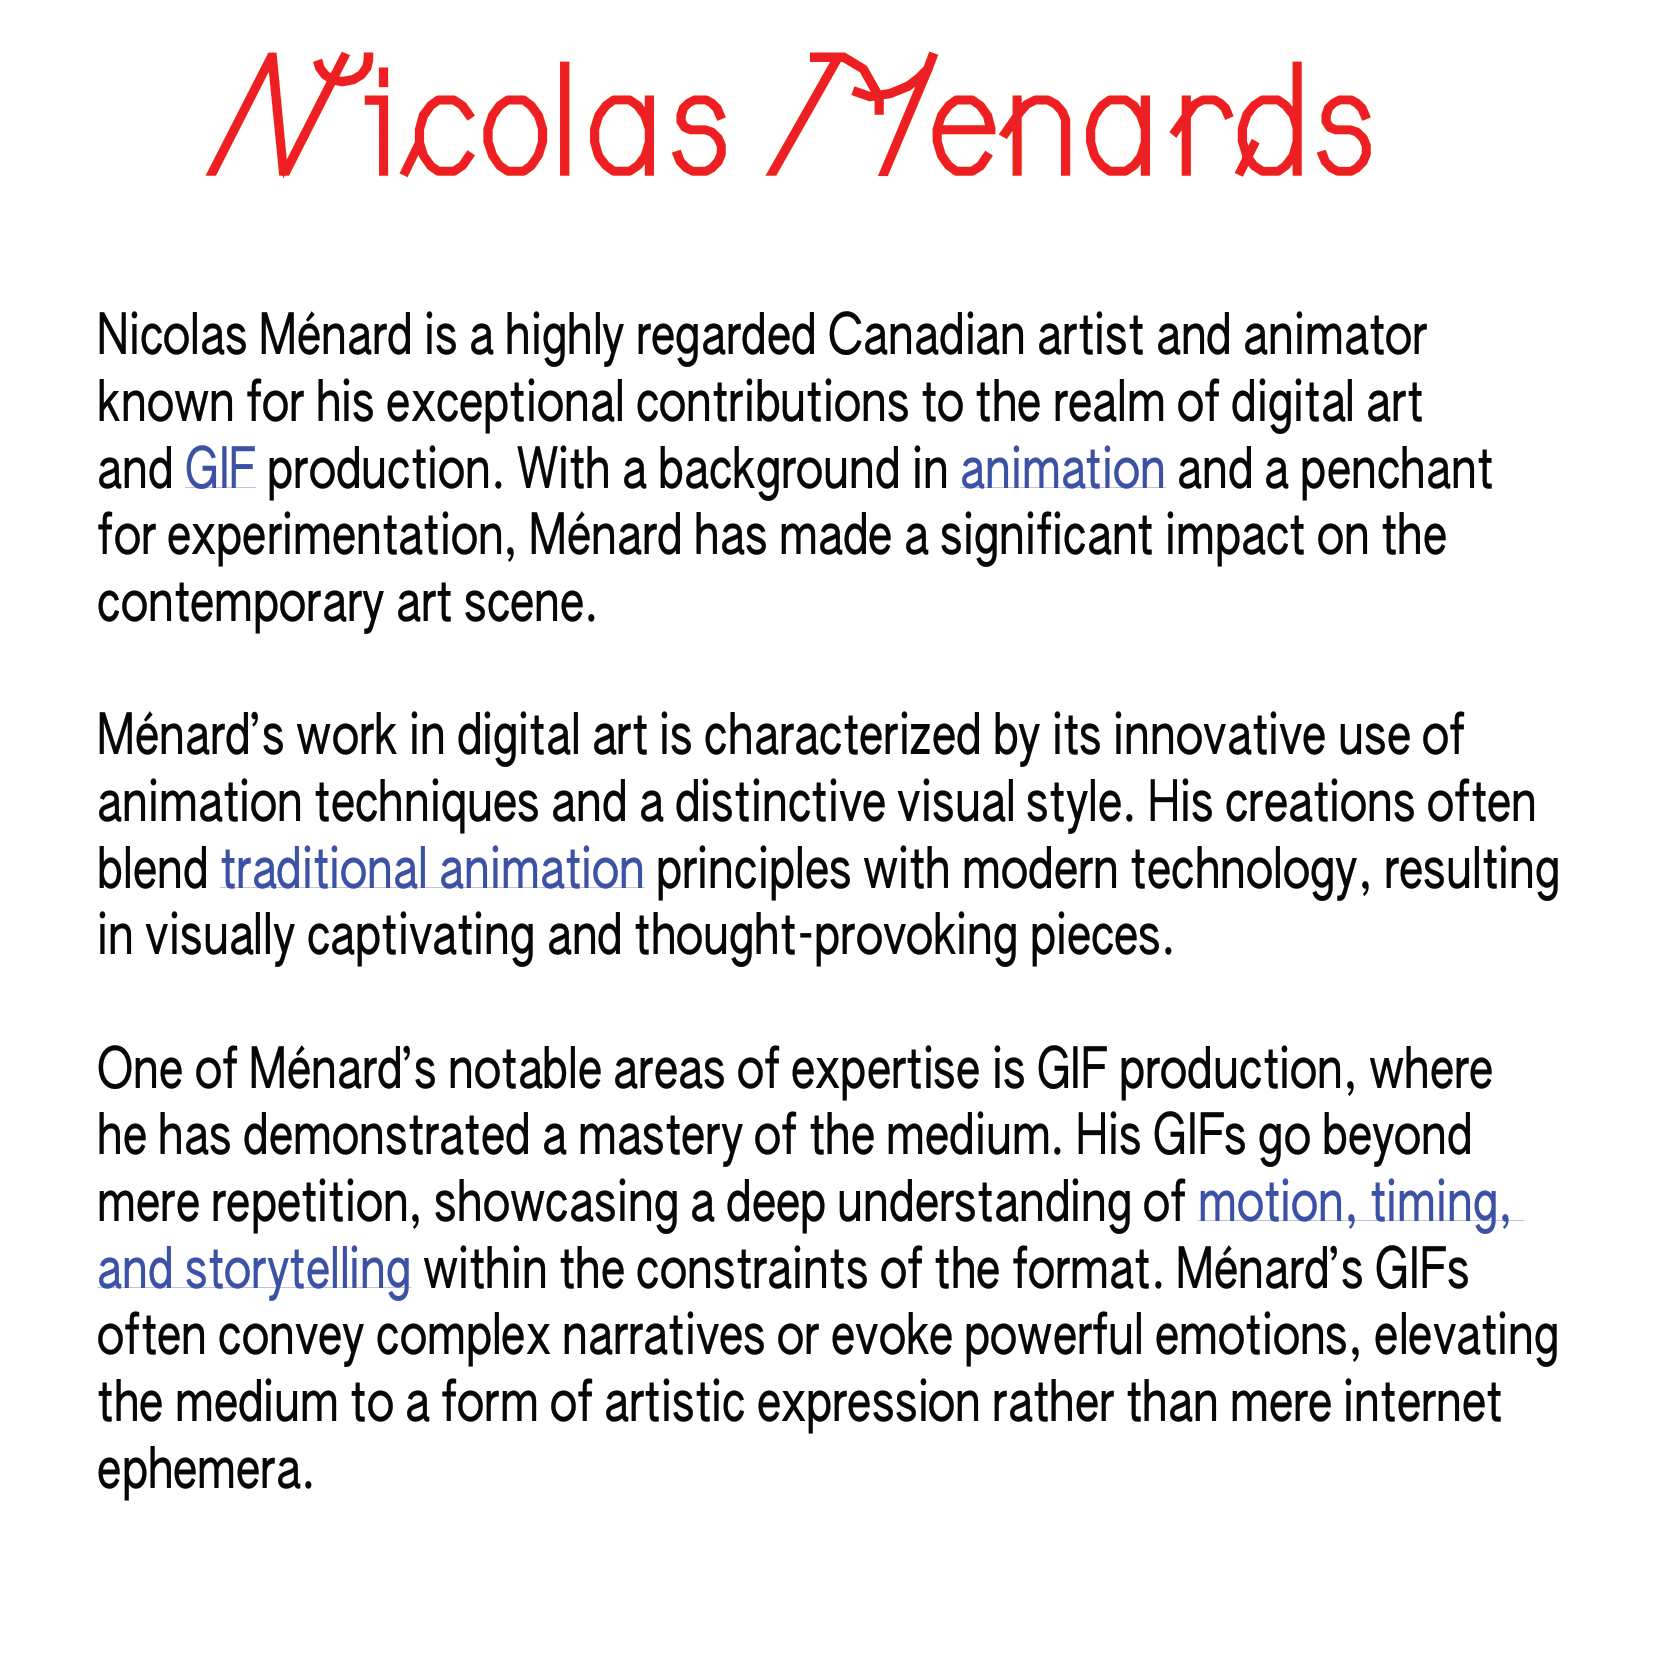 Nicolas Menards
Nicolas Ménard is a highly regarded Canadian artist and animator
known for his exceptional contributions to the realm of digital art
and GIF production. With a background in animation and a penchant
for experimentation, Ménard has made a significant impact on the
contemporary art scene.
Ménard’s work in digital art is characterized by its innovative use of
animation techniques and a distinctive visual style. His creations often
blend traditional animation principles with modern technology, resulting
in visually captivating and thought-provoking pieces.
One of Ménard’s notable areas of expertise is GIF production, where
he has demonstrated a mastery of the medium. His GIFs go beyond
mere repetition, showcasing a deep understanding of motion, timing,
and storytelling within the constraints of the format. Ménard’s GIFs
often convey complex narratives or evoke powerful emotions, elevating
the medium to a form of artistic expression rather than mere internet
ephemera.